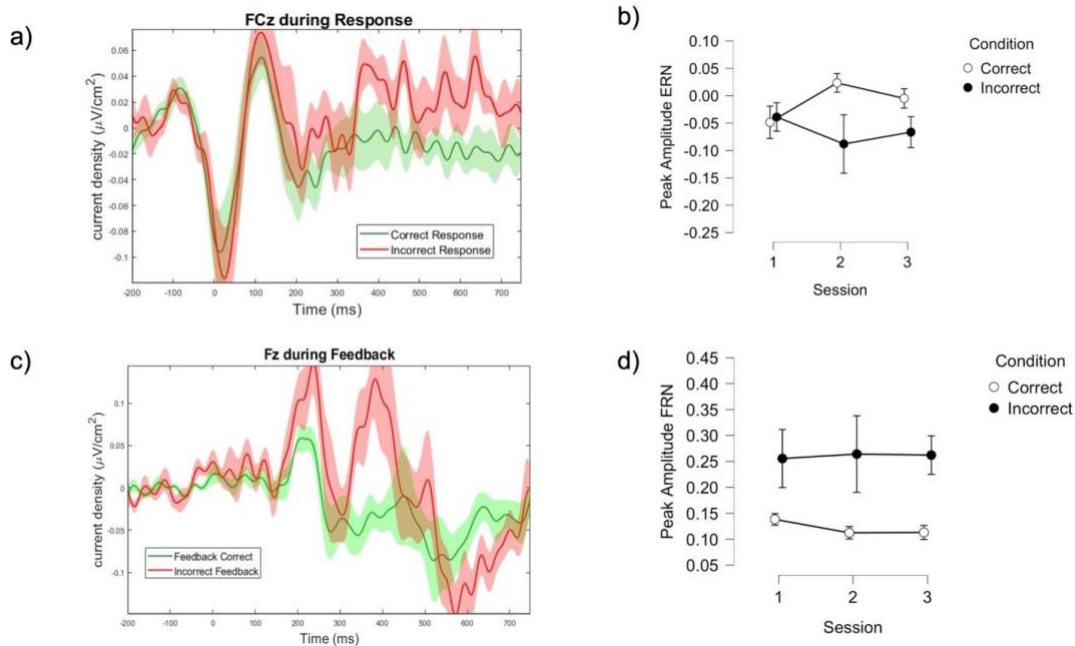 a)
FCz during Response
current density (µV/cm²)
0.06
0.04
0.02
0
-0.02
-0.04
-0.06
-0.08
-0.1
-200
-100
0
100
200
300
400
500
600
700
Time (ms)
Correct Response
Incorrect Response
b)
Peak Amplitude ERN
0.10
0.05
0.00
-0.05
-0.10
-0.15
-0.20
-0.25
1
2
3
Session
Condition
Correct
Incorrect
c)
Fz during Feedback
current density (µV/cm²)
0.1
0.05
0
-0.05
-0.1
-200
-100
0
100
200
300
400
500
600
700
Time (ms)
Feedback Correct
Incorrect Feedback
d)
Peak Amplitude FRN
0.45
0.40
0.35
0.30
0.25
0.20
0.15
0.10
0.05
1
2
3
Session
Condition
Correct
Incorrect